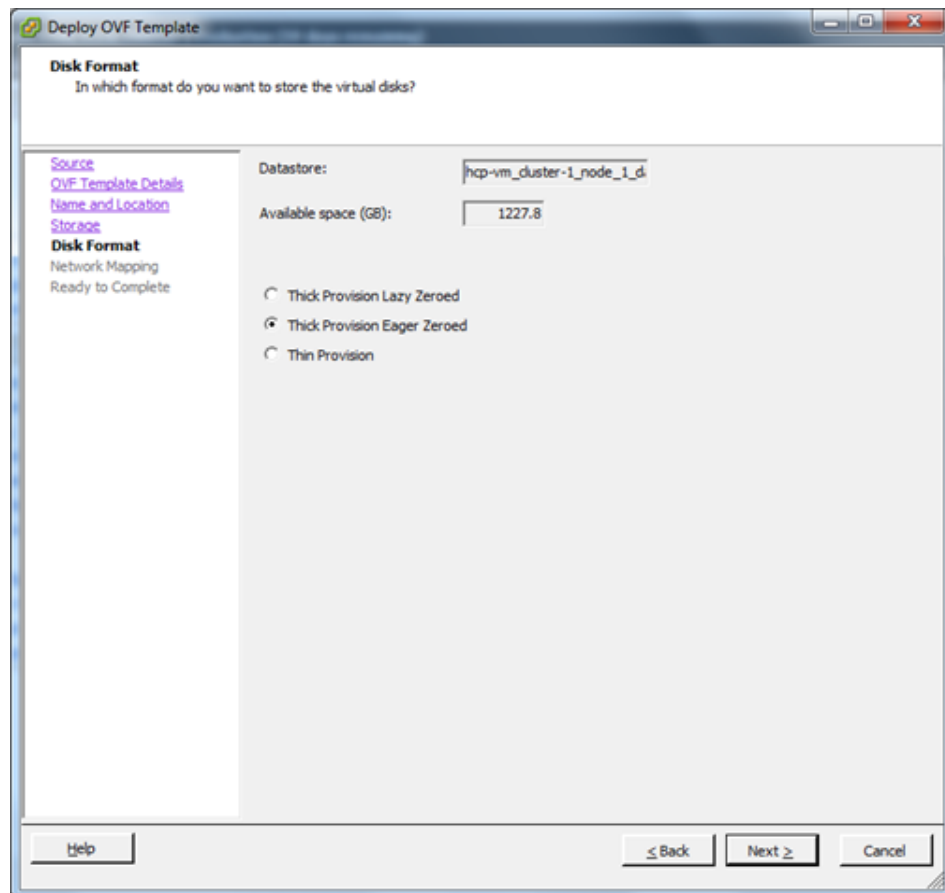 Deploy OVF Template
Disk Format
In which format do you want to store the virtual disks?
Source
OVF Template Details
Name and Location
Storage
Disk Format
Network Mapping
Ready to Complete
Datastore:
hcp-vm_cluster-1_node_1_d
Available space (GB):
1227.8
Thick Provision Lazy Zeroed
Thick Provision Eager Zeroed
Thin Provision
Help
< Back
Next >
Cancel